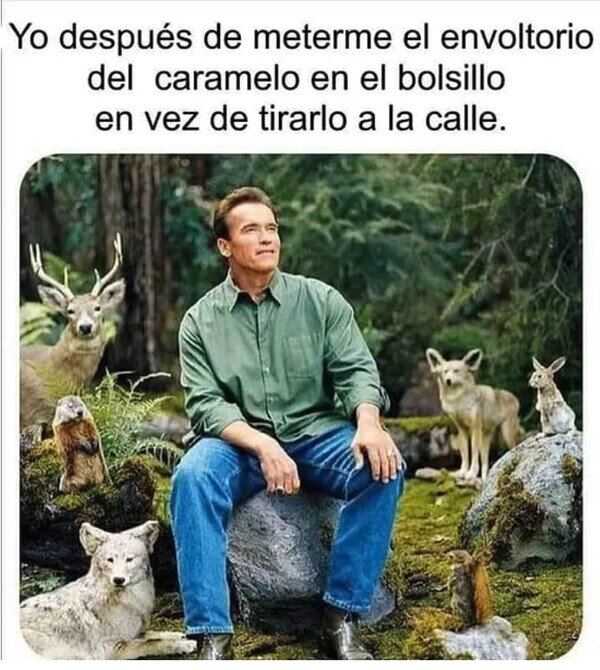 Yo después de meterme el envoltorio
del caramelo en el bolsillo
en vez de tirarlo a la calle.